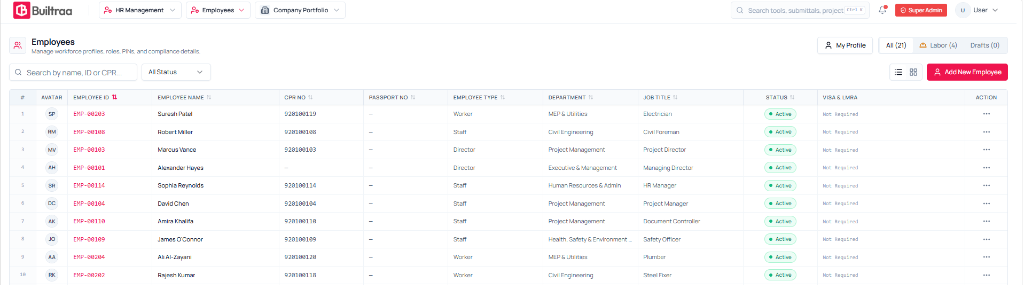 Builtraa HR Management Employees Company Portfolio Search tools, submittals, project Ctrl K Super Admin U User
Employees
Manage workforce profiles, roles, PINs, and compliance details.
My Profile All (21) Labor (4) Drafts (0)
Search by name, ID or CPR All Status Add New Employee
# AVATAR EMPLOYEE ID EMPLOYEE NAME CPR NO PASSPORT NO EMPLOYEE TYPE DEPARTMENT JOB TITLE STATUS VISA & LMRA ACTION
1 SP EMP-00203 Suresh Patel 920100119 — Worker MEP & Utilities Electrician Active Not Required ···
2 RM EMP-00108 Robert Miller 920100108 — Staff Civil Engineering Civil Foreman Active Not Required ···
3 MV EMP-00103 Marcus Vance 920100103 — Director Project Management Project Director Active Not Required ···
4 AH EMP-00101 Alexander Hayes — — Director Executive & Management Managing Director Active Not Required ···
5 SR EMP-00114 Sophia Reynolds 920100114 — Staff Human Resources & Admin HR Manager Active Not Required ···
6 DC EMP-00104 David Chen 920100104 — Staff Project Management Project Manager Active Not Required ···
7 AK EMP-00110 Amira Khalifa 920100110 — Staff Project Management Document Controller Active Not Required ···
8 JO EMP-00109 James O'Connor 920100109 — Staff Health, Safety & Environment ... Safety Officer Active Not Required ···
9 AA EMP-00204 Ali Al-Zayani 920100120 — Worker MEP & Utilities Plumber Active Not Required ···
10 RK EMP-00202 Rajesh Kumar 920100118 — Worker Civil Engineering Steel Fixer Active Not Required ···